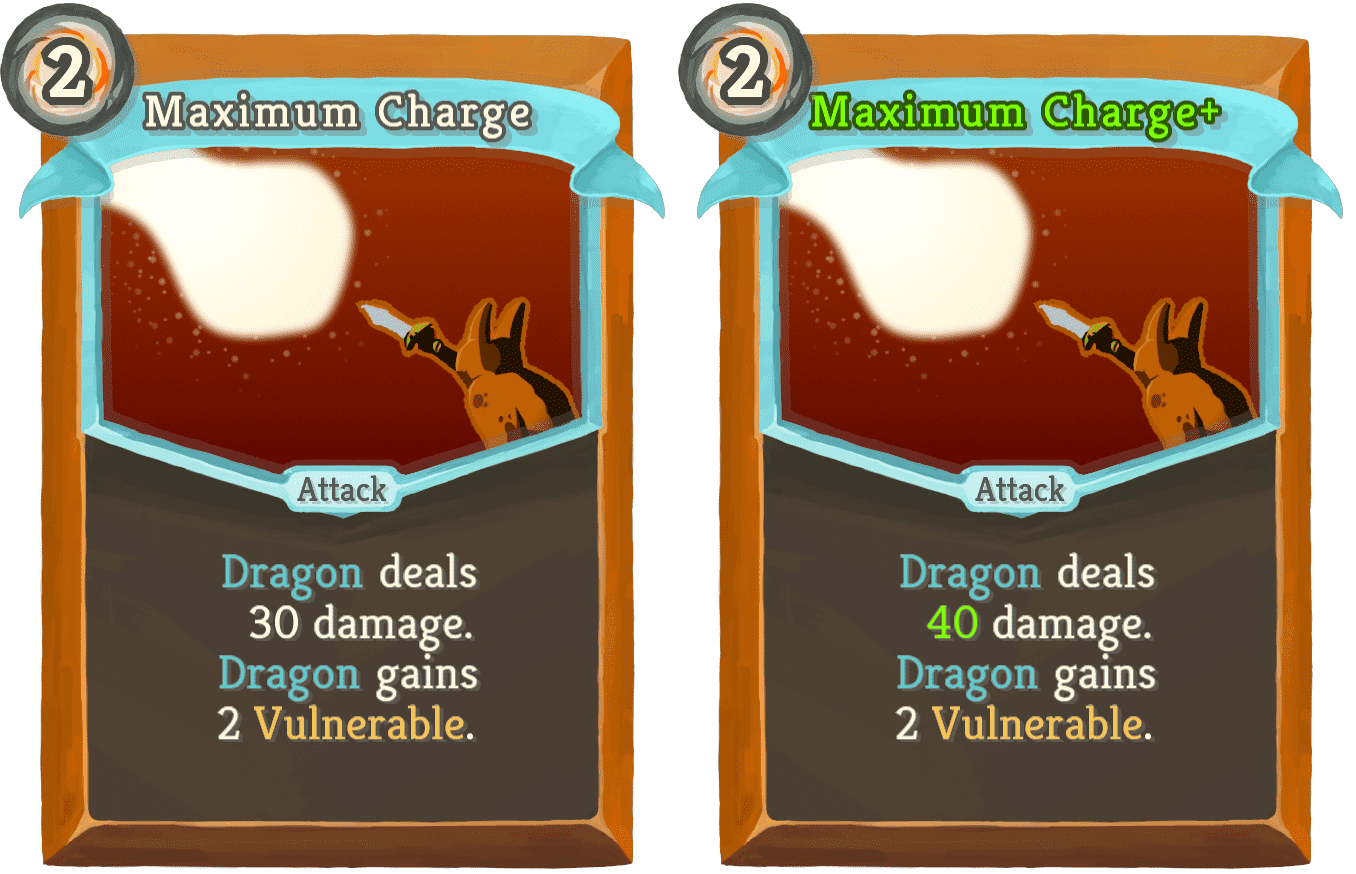 2
Maximum Charge
Attack
Dragon deals
30 damage.
Dragon gains
2 Vulnerable.
2
Maximum Charge+
Attack
Dragon deals
40 damage.
Dragon gains
2 Vulnerable.